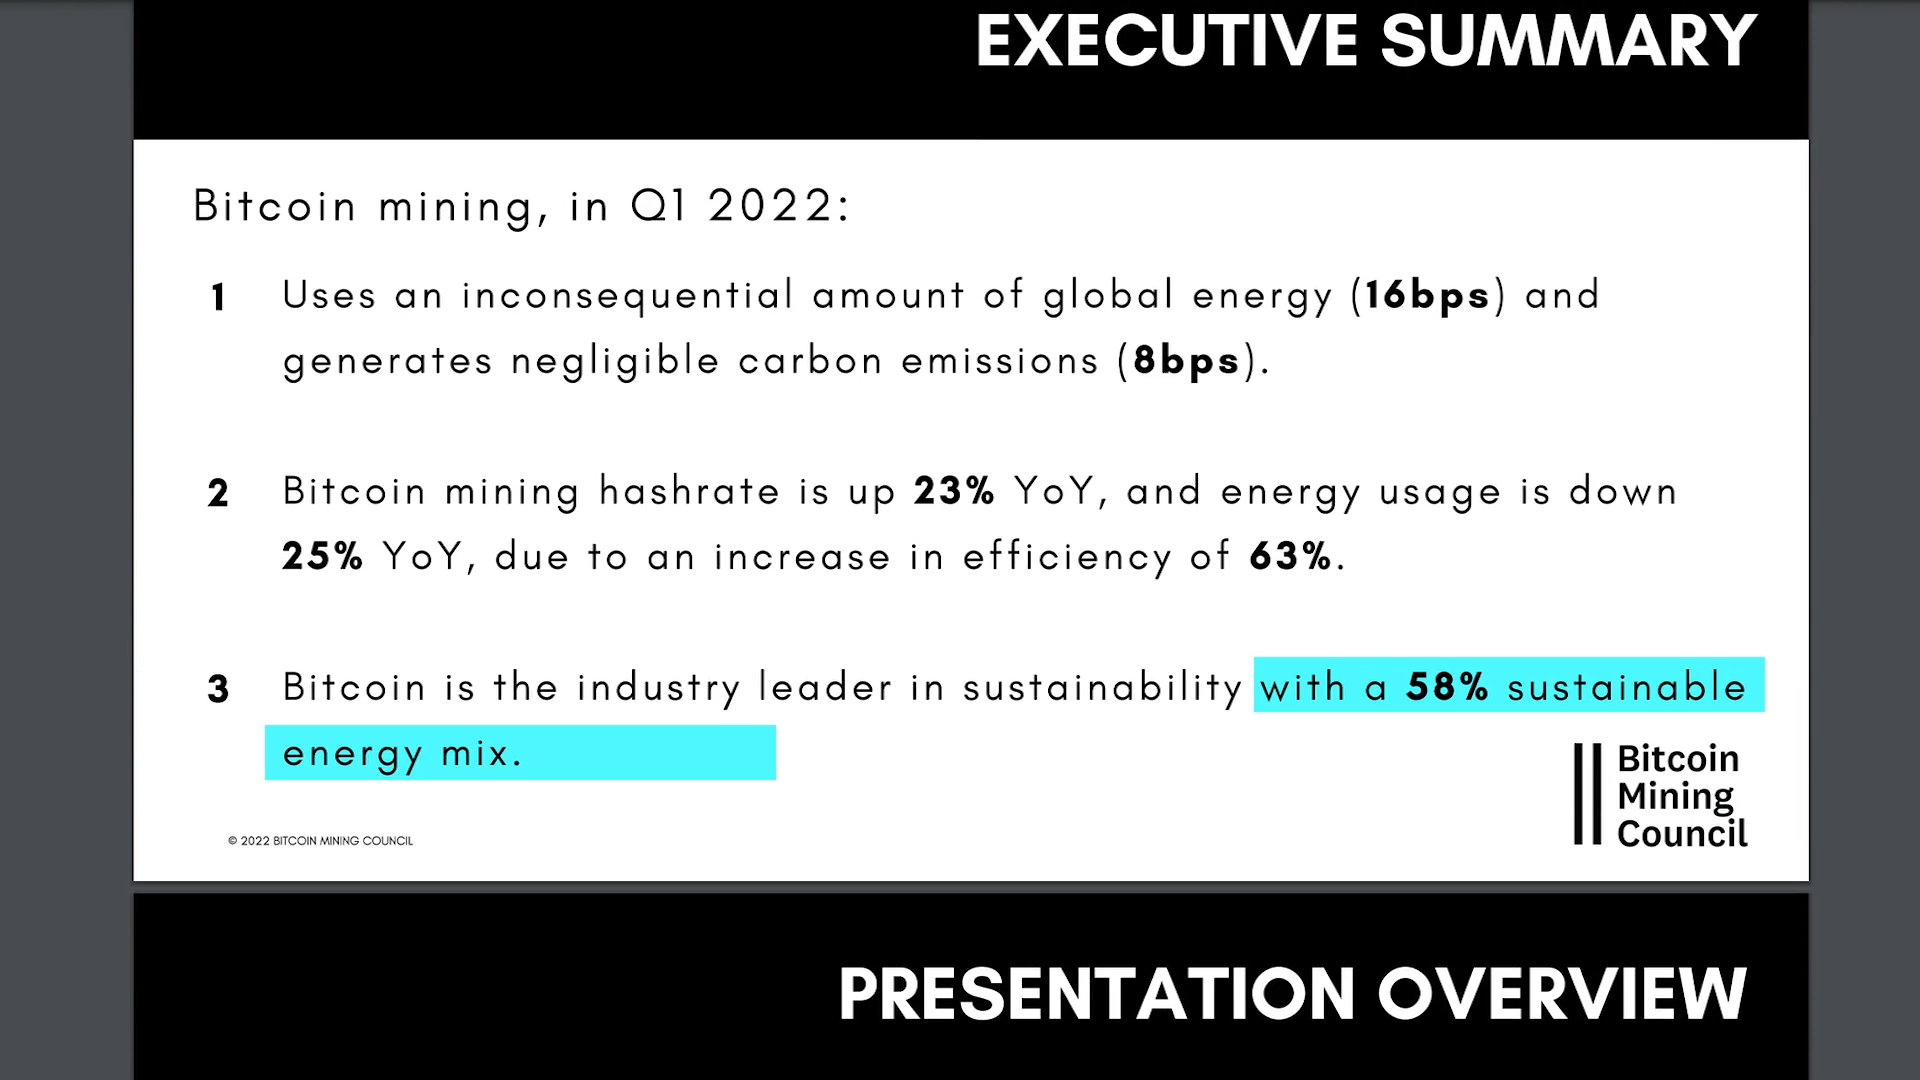 EXECUTIVE SUMMARY
Bitcoin mining, in Q1 2022:
1 Uses an inconsequential amount of global energy (16bps) and
generates negligible carbon emissions (8bps).
2 Bitcoin mining hashrate is up 23% YoY, and energy usage is down
25% YoY, due to an increase in efficiency of 63%.
3 Bitcoin is the industry leader in sustainability with a 58% sustainable
energy mix.
Bitcoin
Mining
Council
© 2022 BITCOIN MINING COUNCIL
PRESENTATION OVERVIEW